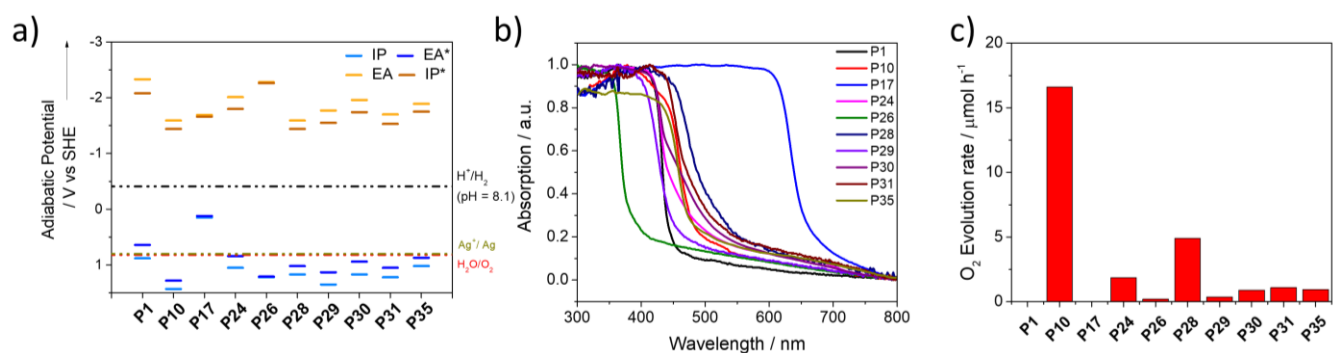 a)
Adiabatic Potential
/ V vs SHE
-3
-2
-1
0
1
IP
EA*
EA
IP*
H⁺/H₂
(pH = 8.1)
Ag⁺/ Ag
H₂O/O₂
P1 P10 P17 P24 P26 P28 P29 P30 P31 P35
b)
Absorption / a.u.
1.0
0.8
0.6
0.4
0.2
0.0
P1
P10
P17
P24
P26
P28
P29
P30
P31
P35
300 400 500 600 700 800
Wavelength / nm
c)
O₂ Evolution rate / µmol h⁻¹
20
15
10
5
0
P1 P10 P17 P24 P26 P28 P29 P30 P31 P35